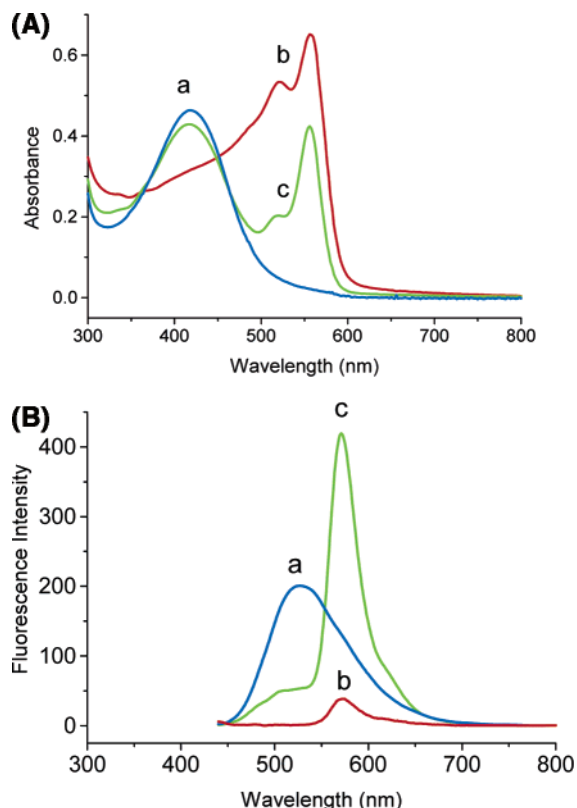 (A)
0.6
0.4
0.2
0.0
Absorbance
a
b
c
300 400 500 600 700 800
Wavelength (nm)
(B)
400
300
200
100
0
Fluorescence Intensity
c
a
b
300 400 500 600 700 800
Wavelength (nm)